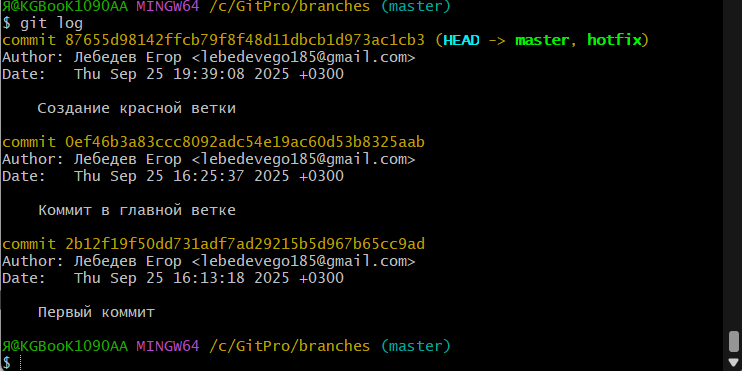 Я@KGBooK1O9OAA MINGW64 /c/GitPro/branches (master)
$ git log
commit 87655d98142ffcb79f8f48d11dbcb1d973ac1cb3 (HEAD -> master, hotfix)
Author: Лебедев Егор <lebedevego185@gmail.com>
Date:   Thu Sep 25 19:39:08 2025 +0300

    Создание красной ветки

commit 0ef46b3a83ccc8092adc54e19ac60d53b8325aab
Author: Лебедев Егор <lebedevego185@gmail.com>
Date:   Thu Sep 25 16:25:37 2025 +0300

    Коммит в главной ветке

commit 2b12f19f50dd731adf7ad29215b5d967b65cc9ad
Author: Лебедев Егор <lebedevego185@gmail.com>
Date:   Thu Sep 25 16:13:18 2025 +0300

    Первый коммит

Я@KGBooK1O9OAA MINGW64 /c/GitPro/branches (master)
$